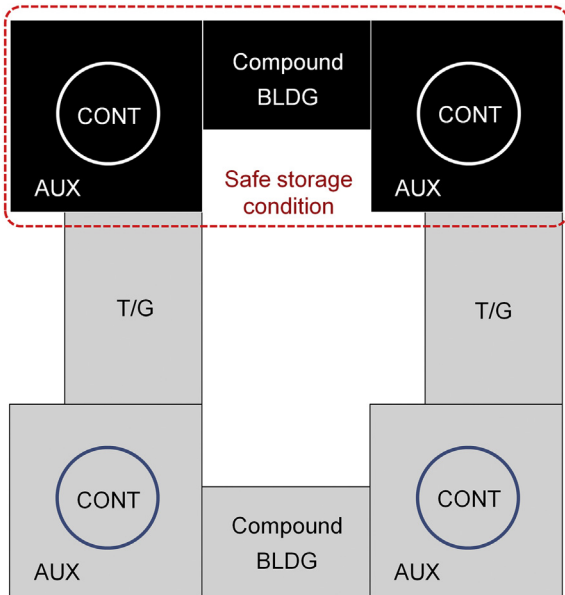 CONT
AUX
Compound
BLDG
CONT
AUX
Safe storage
condition
T/G
T/G
CONT
AUX
Compound
BLDG
CONT
AUX